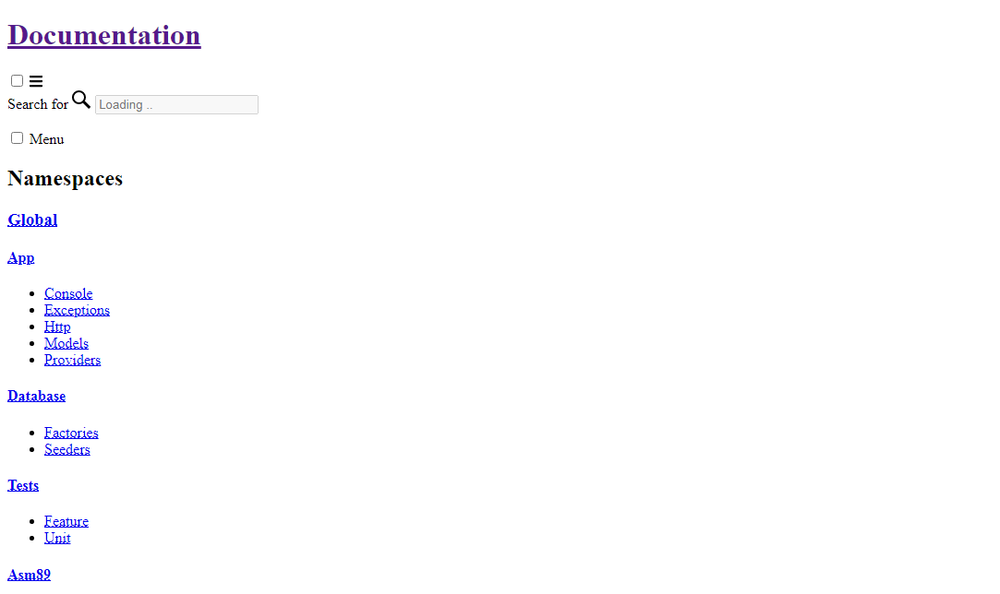 Documentation
Search for Loading ..
Menu
Namespaces
Global
App
Console
Exceptions
Http
Models
Providers
Database
Factories
Seeders
Tests
Feature
Unit
Asm89